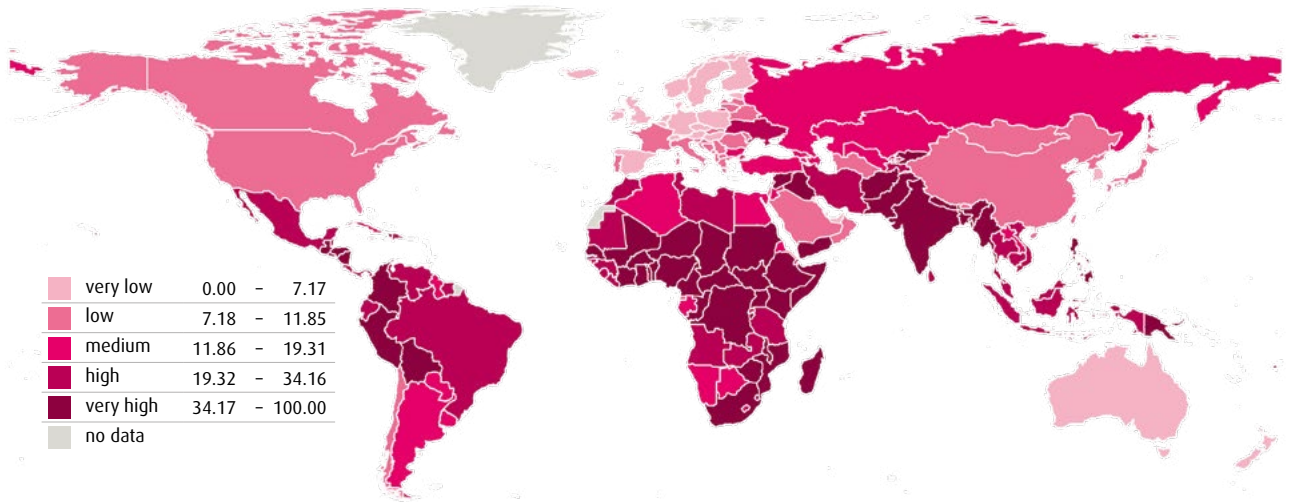 very low 0.00 – 7.17
low 7.18 – 11.85
medium 11.86 – 19.31
high 19.32 – 34.16
very high 34.17 – 100.00
no data